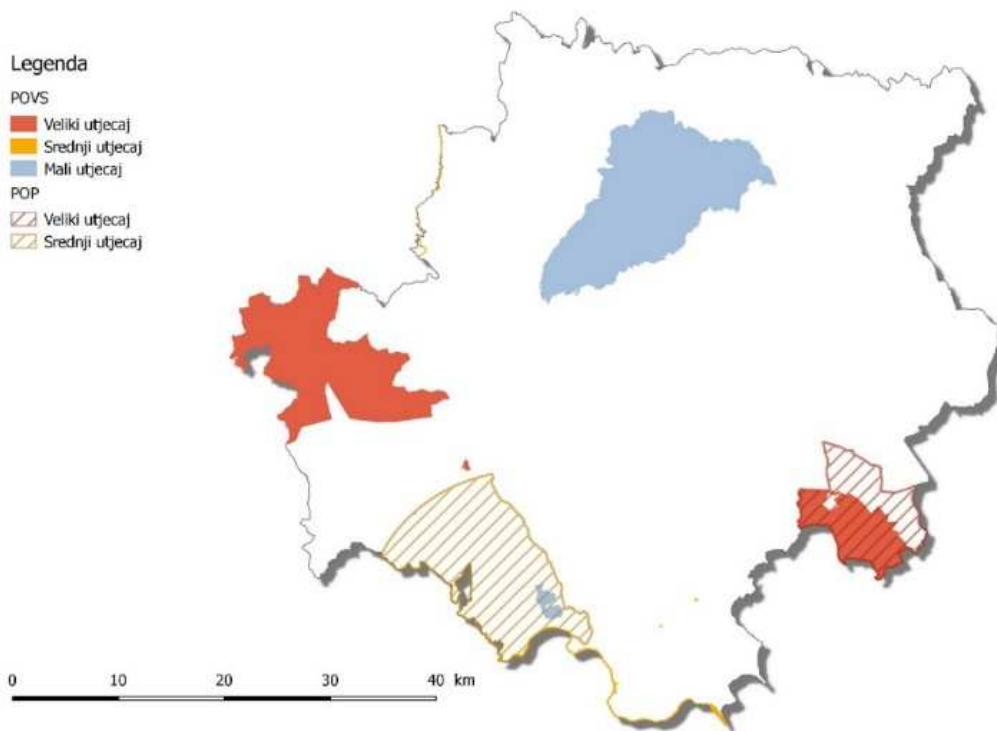 Legenda
POVS
Veliki utjecaj
Srednji utjecaj
Mali utjecaj
POP
Veliki utjecaj
Srednji utjecaj
0 10 20 30 40 km